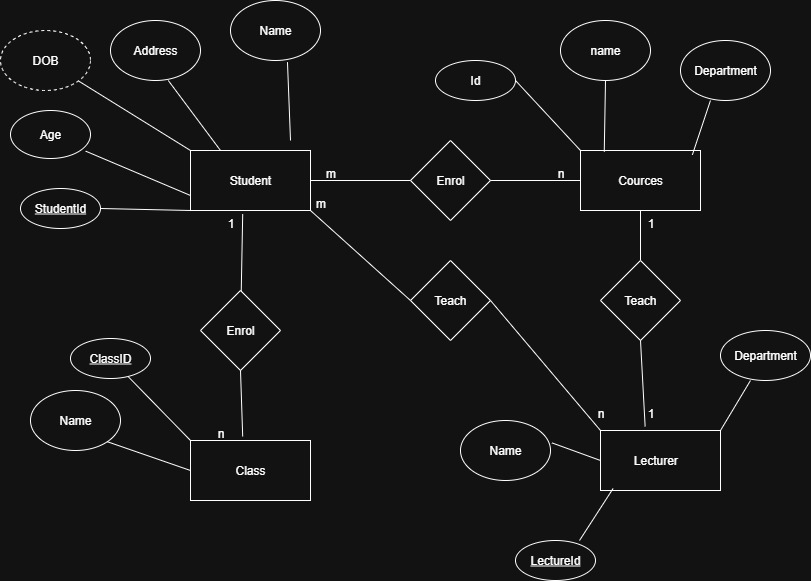 Name
DOB
Address
name
Department
Id
Age
Student
m
Enrol
n
Cources
StudentId
m
1
1
Enrol
Teach
Teach
ClassID
Department
Name
n
1
n
Name
Lecturer
Class
LectureId